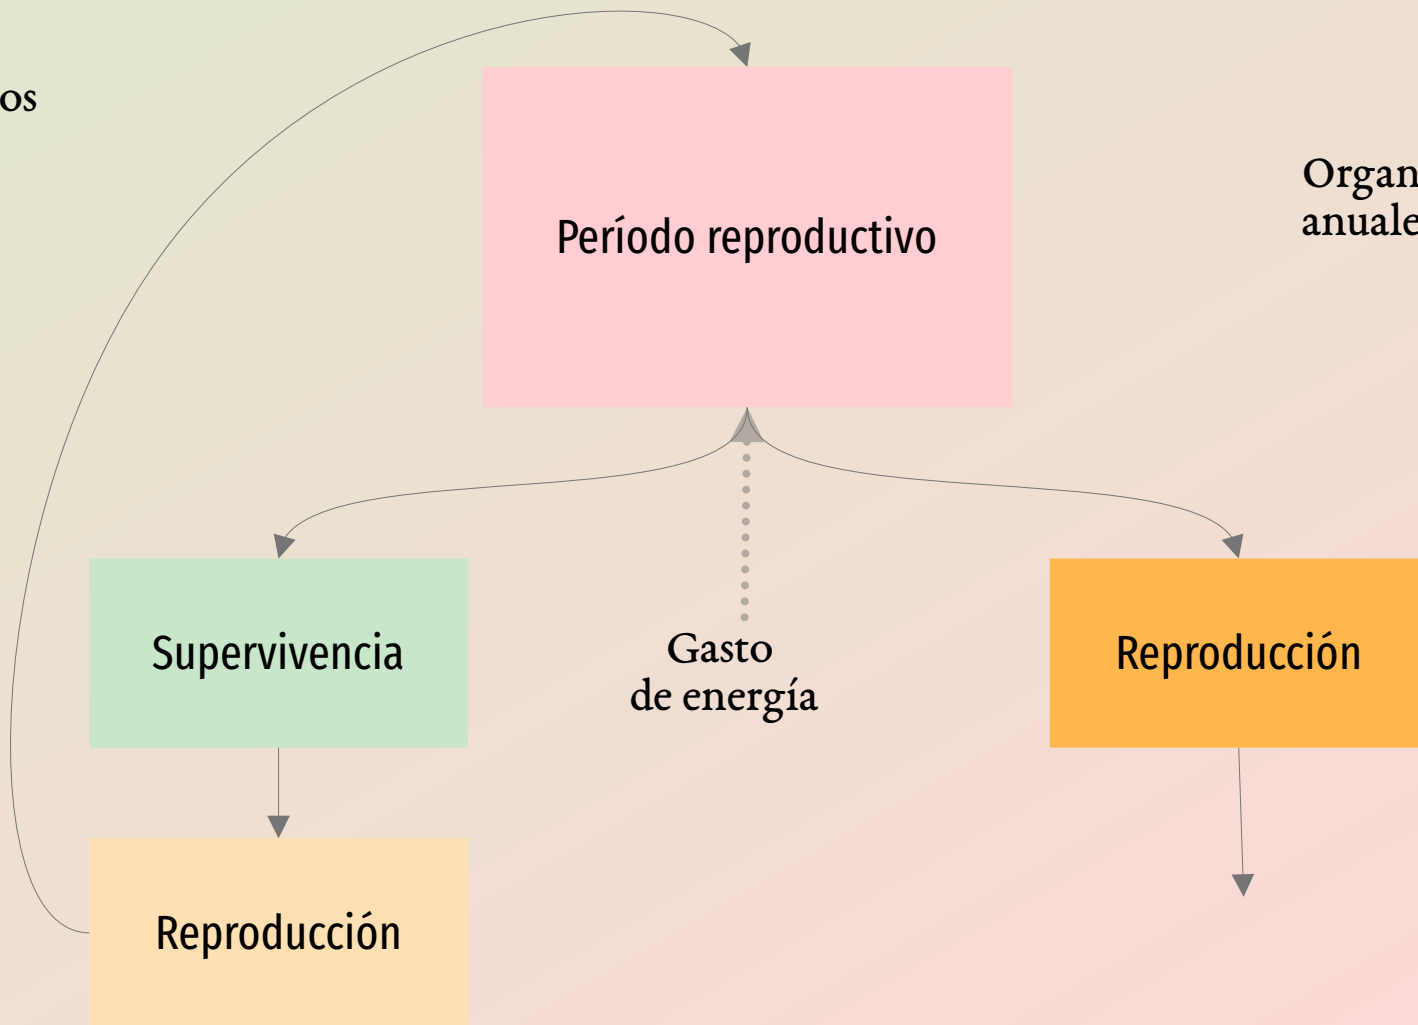 os
Organ
anuale
Período reproductivo
Supervivencia
Gasto
de energía
Reproducción
Reproducción